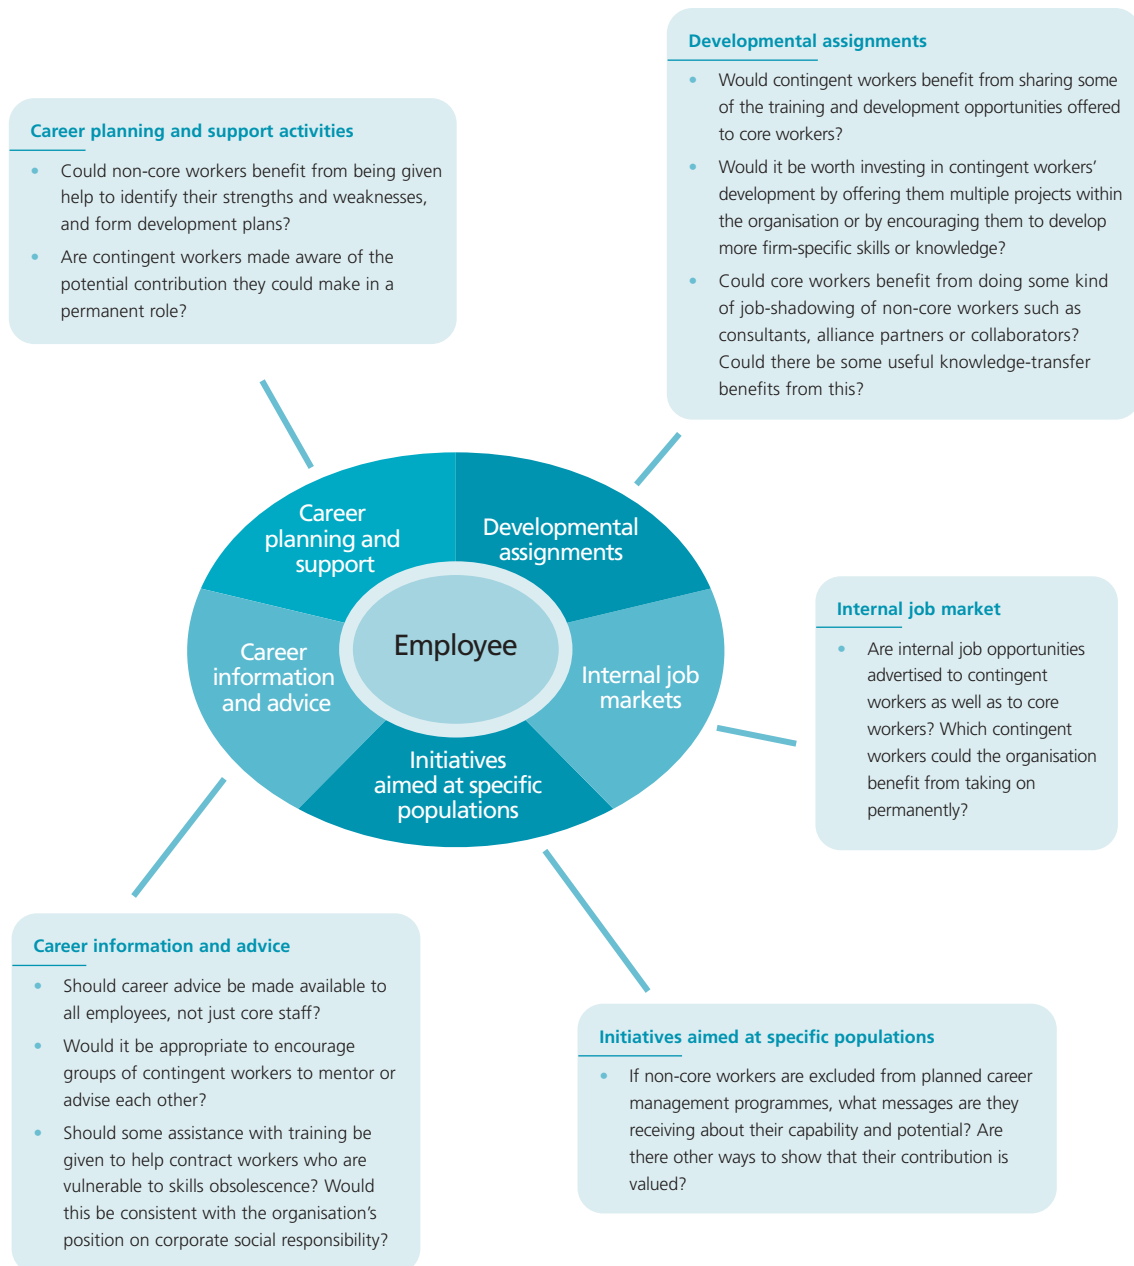 Developmental assignments
• Would contingent workers benefit from sharing some
of the training and development opportunities offered
to core workers?
• Would it be worth investing in contingent workers’
development by offering them multiple projects within
the organisation or by encouraging them to develop
more firm-specific skills or knowledge?
• Could core workers benefit from doing some kind
of job-shadowing of non-core workers such as
consultants, alliance partners or collaborators?
Could there be some useful knowledge-transfer
benefits from this?
Career planning and support activities
• Could non-core workers benefit from being given
help to identify their strengths and weaknesses,
and form development plans?
• Are contingent workers made aware of the
potential contribution they could make in a
permanent role?
Career
planning and
support
Developmental
assignments
Employee
Career
information
and advice
Internal job
markets
Initiatives
aimed at specific
populations
Internal job market
• Are internal job opportunities
advertised to contingent
workers as well as to core
workers? Which contingent
workers could the organisation
benefit from taking on
permanently?
Career information and advice
• Should career advice be made available to
all employees, not just core staff?
• Would it be appropriate to encourage
groups of contingent workers to mentor or
advise each other?
• Should some assistance with training be
given to help contract workers who are
vulnerable to skills obsolescence? Would
this be consistent with the organisation’s
position on corporate social responsibility?
Initiatives aimed at specific populations
• If non-core workers are excluded from planned career
management programmes, what messages are they
receiving about their capability and potential? Are
there other ways to show that their contribution is
valued?